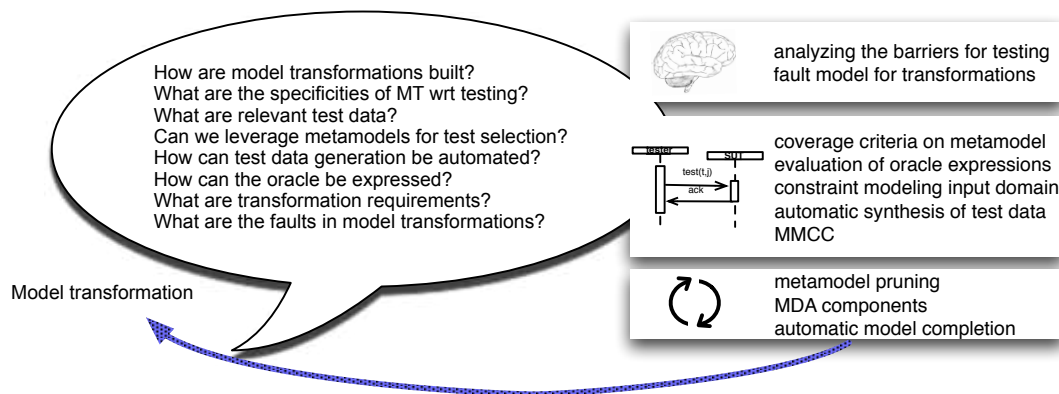 How are model transformations built?
What are the specificities of MT wrt testing?
What are relevant test data?
Can we leverage metamodels for test selection?
How can test data generation be automated?
How can the oracle be expressed?
What are transformation requirements?
What are the faults in model transformations?
Model transformation
analyzing the barriers for testing
fault model for transformations
tester
SUT
test(t,j)
ack
coverage criteria on metamodel
evaluation of oracle expressions
constraint modeling input domain
automatic synthesis of test data
MMCC
metamodel pruning
MDA components
automatic model completion